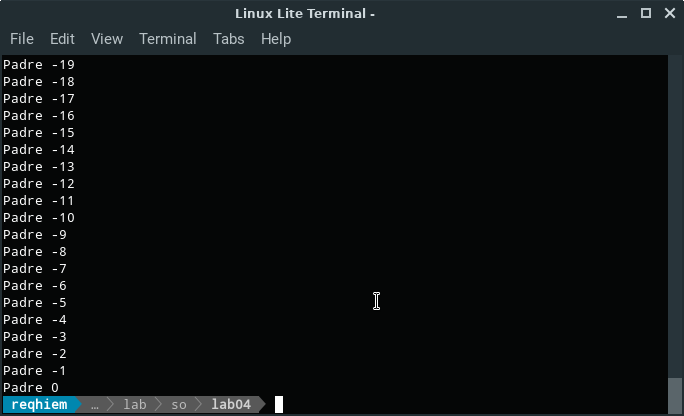 Linux Lite Terminal -
File Edit View Terminal Tabs Help
Padre -19
Padre -18
Padre -17
Padre -16
Padre -15
Padre -14
Padre -13
Padre -12
Padre -11
Padre -10
Padre -9
Padre -8
Padre -7
Padre -6
Padre -5
Padre -4
Padre -3
Padre -2
Padre -1
Padre 0
reqhiem … lab so lab04